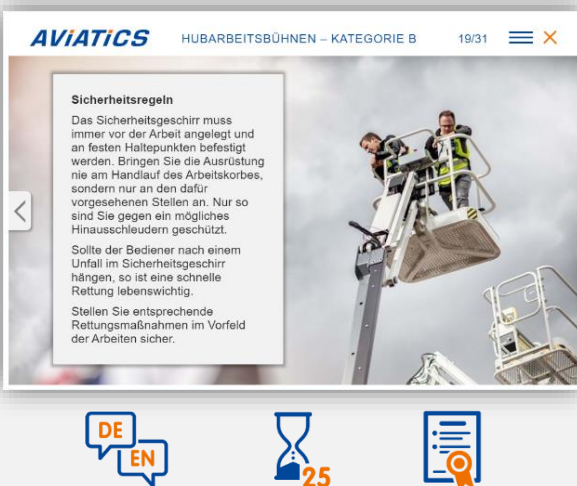 AViATiCS HUBARBEITSBÜHNEN – KATEGORIE B 19/31
Sicherheitsregeln
Das Sicherheitsgeschirr muss
immer vor der Arbeit angelegt und
an festen Haltepunkten befestigt
werden. Bringen Sie die Ausrüstung
nie am Handlauf des Arbeitskorbes,
sondern nur an den dafür
vorgesehenen Stellen an. Nur so
sind Sie gegen ein mögliches
Hinausschleudern geschützt.
Sollte der Bediener nach einem
Unfall im Sicherheitsgeschirr
hängen, so ist eine schnelle
Rettung lebenswichtig.
Stellen Sie entsprechende
Rettungsmaßnahmen im Vorfeld
der Arbeiten sicher.
DE
EN
25